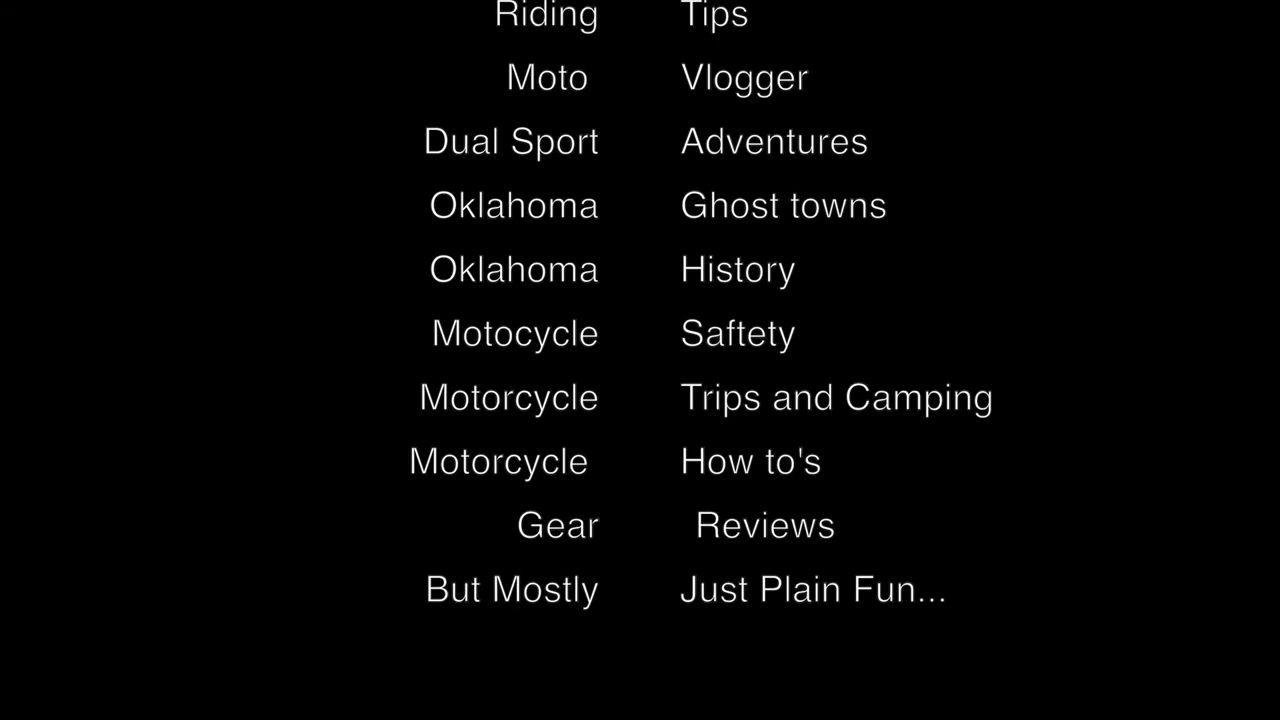 Riding Tips
Moto Vlogger
Dual Sport Adventures
Oklahoma Ghost towns
Oklahoma History
Motocycle Saftety
Motorcycle Trips and Camping
Motorcycle How to's
Gear Reviews
But Mostly Just Plain Fun...